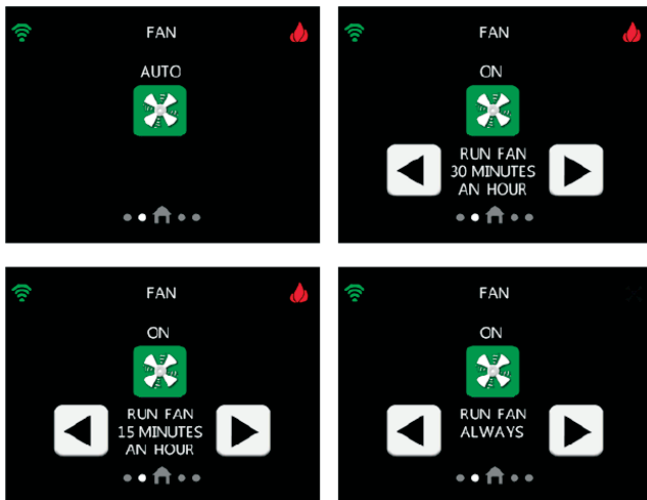 FAN
AUTO
FAN
ON
RUN FAN
30 MINUTES
AN HOUR
FAN
ON
RUN FAN
15 MINUTES
AN HOUR
FAN
ON
RUN FAN
ALWAYS